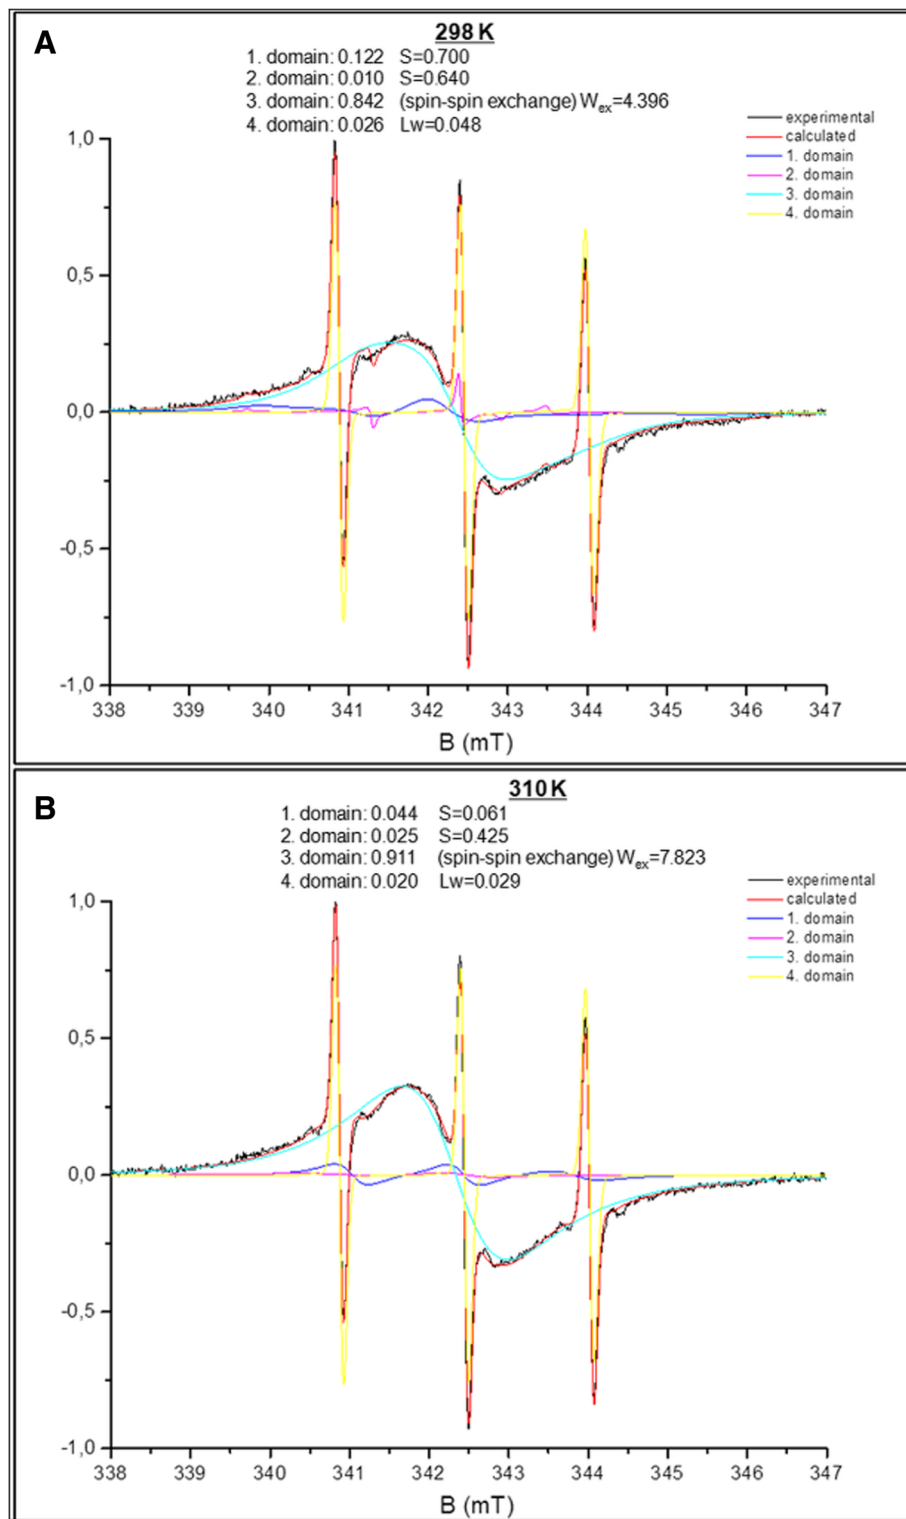 A
298 K
1. domain: 0.122 S=0.700
2. domain: 0.010 S=0.640
3. domain: 0.842 (spin-spin exchange) Wex=4.396
4. domain: 0.026 Lw=0.048
experimental
calculated
1. domain
2. domain
3. domain
4. domain
1,0
0,5
0,0
-0,5
-1,0
338 339 340 341 342 343 344 345 346 347
B (mT)
B
310 K
1. domain: 0.044 S=0.061
2. domain: 0.025 S=0.425
3. domain: 0.911 (spin-spin exchange) Wex=7.823
4. domain: 0.020 Lw=0.029
experimental
calculated
1. domain
2. domain
3. domain
4. domain
1,0
0,5
0,0
-0,5
-1,0
338 339 340 341 342 343 344 345 346 347
B (mT)